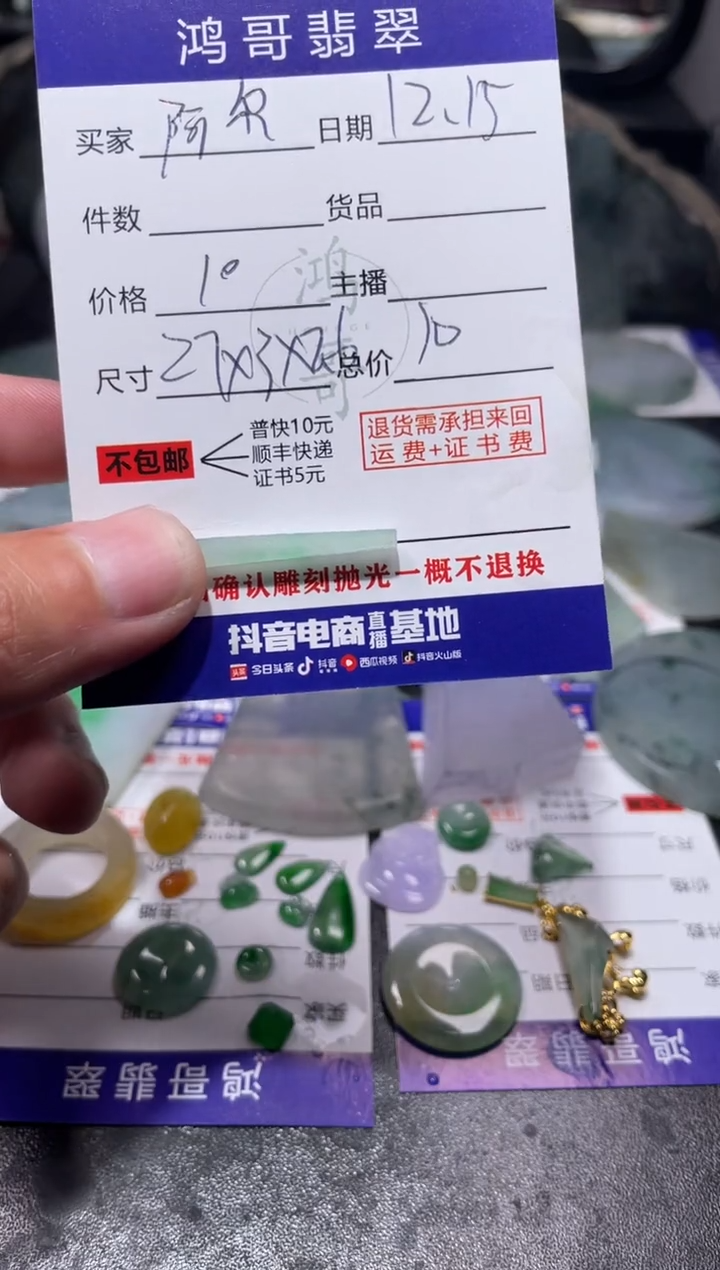 鸿哥翡翠
买家 阿尔 日期 12.15
件数 货品
价格 10 主播
尺寸 27x3x 总价 10
不包邮
普快10元
顺丰快递
证书5元
退货需承担来回
运费+证书费
确认雕刻抛光一概不退换
抖音电商直播基地
头条 今日头条 抖音 西瓜视频 抖音火山版
鸿哥翡翠
鸿哥翡翠